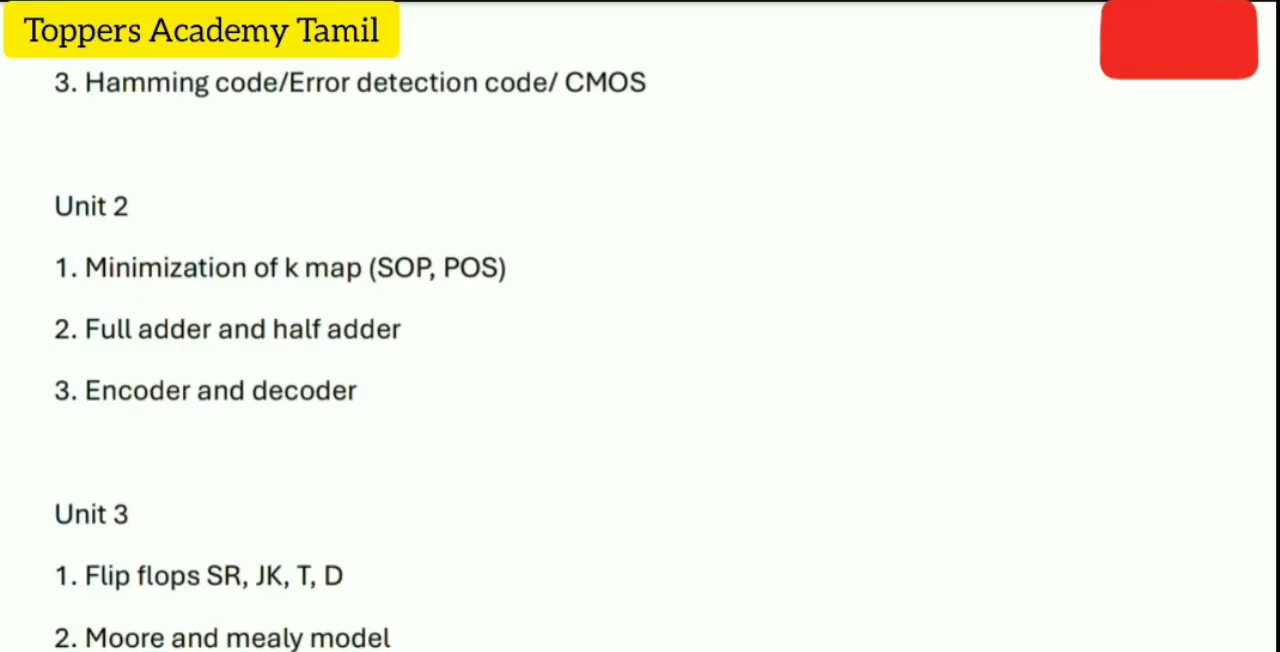 Toppers Academy Tamil
3. Hamming code/Error detection code/ CMOS
Unit 2
1. Minimization of k map (SOP, POS)
2. Full adder and half adder
3. Encoder and decoder
Unit 3
1. Flip flops SR, JK, T, D
2. Moore and mealy model